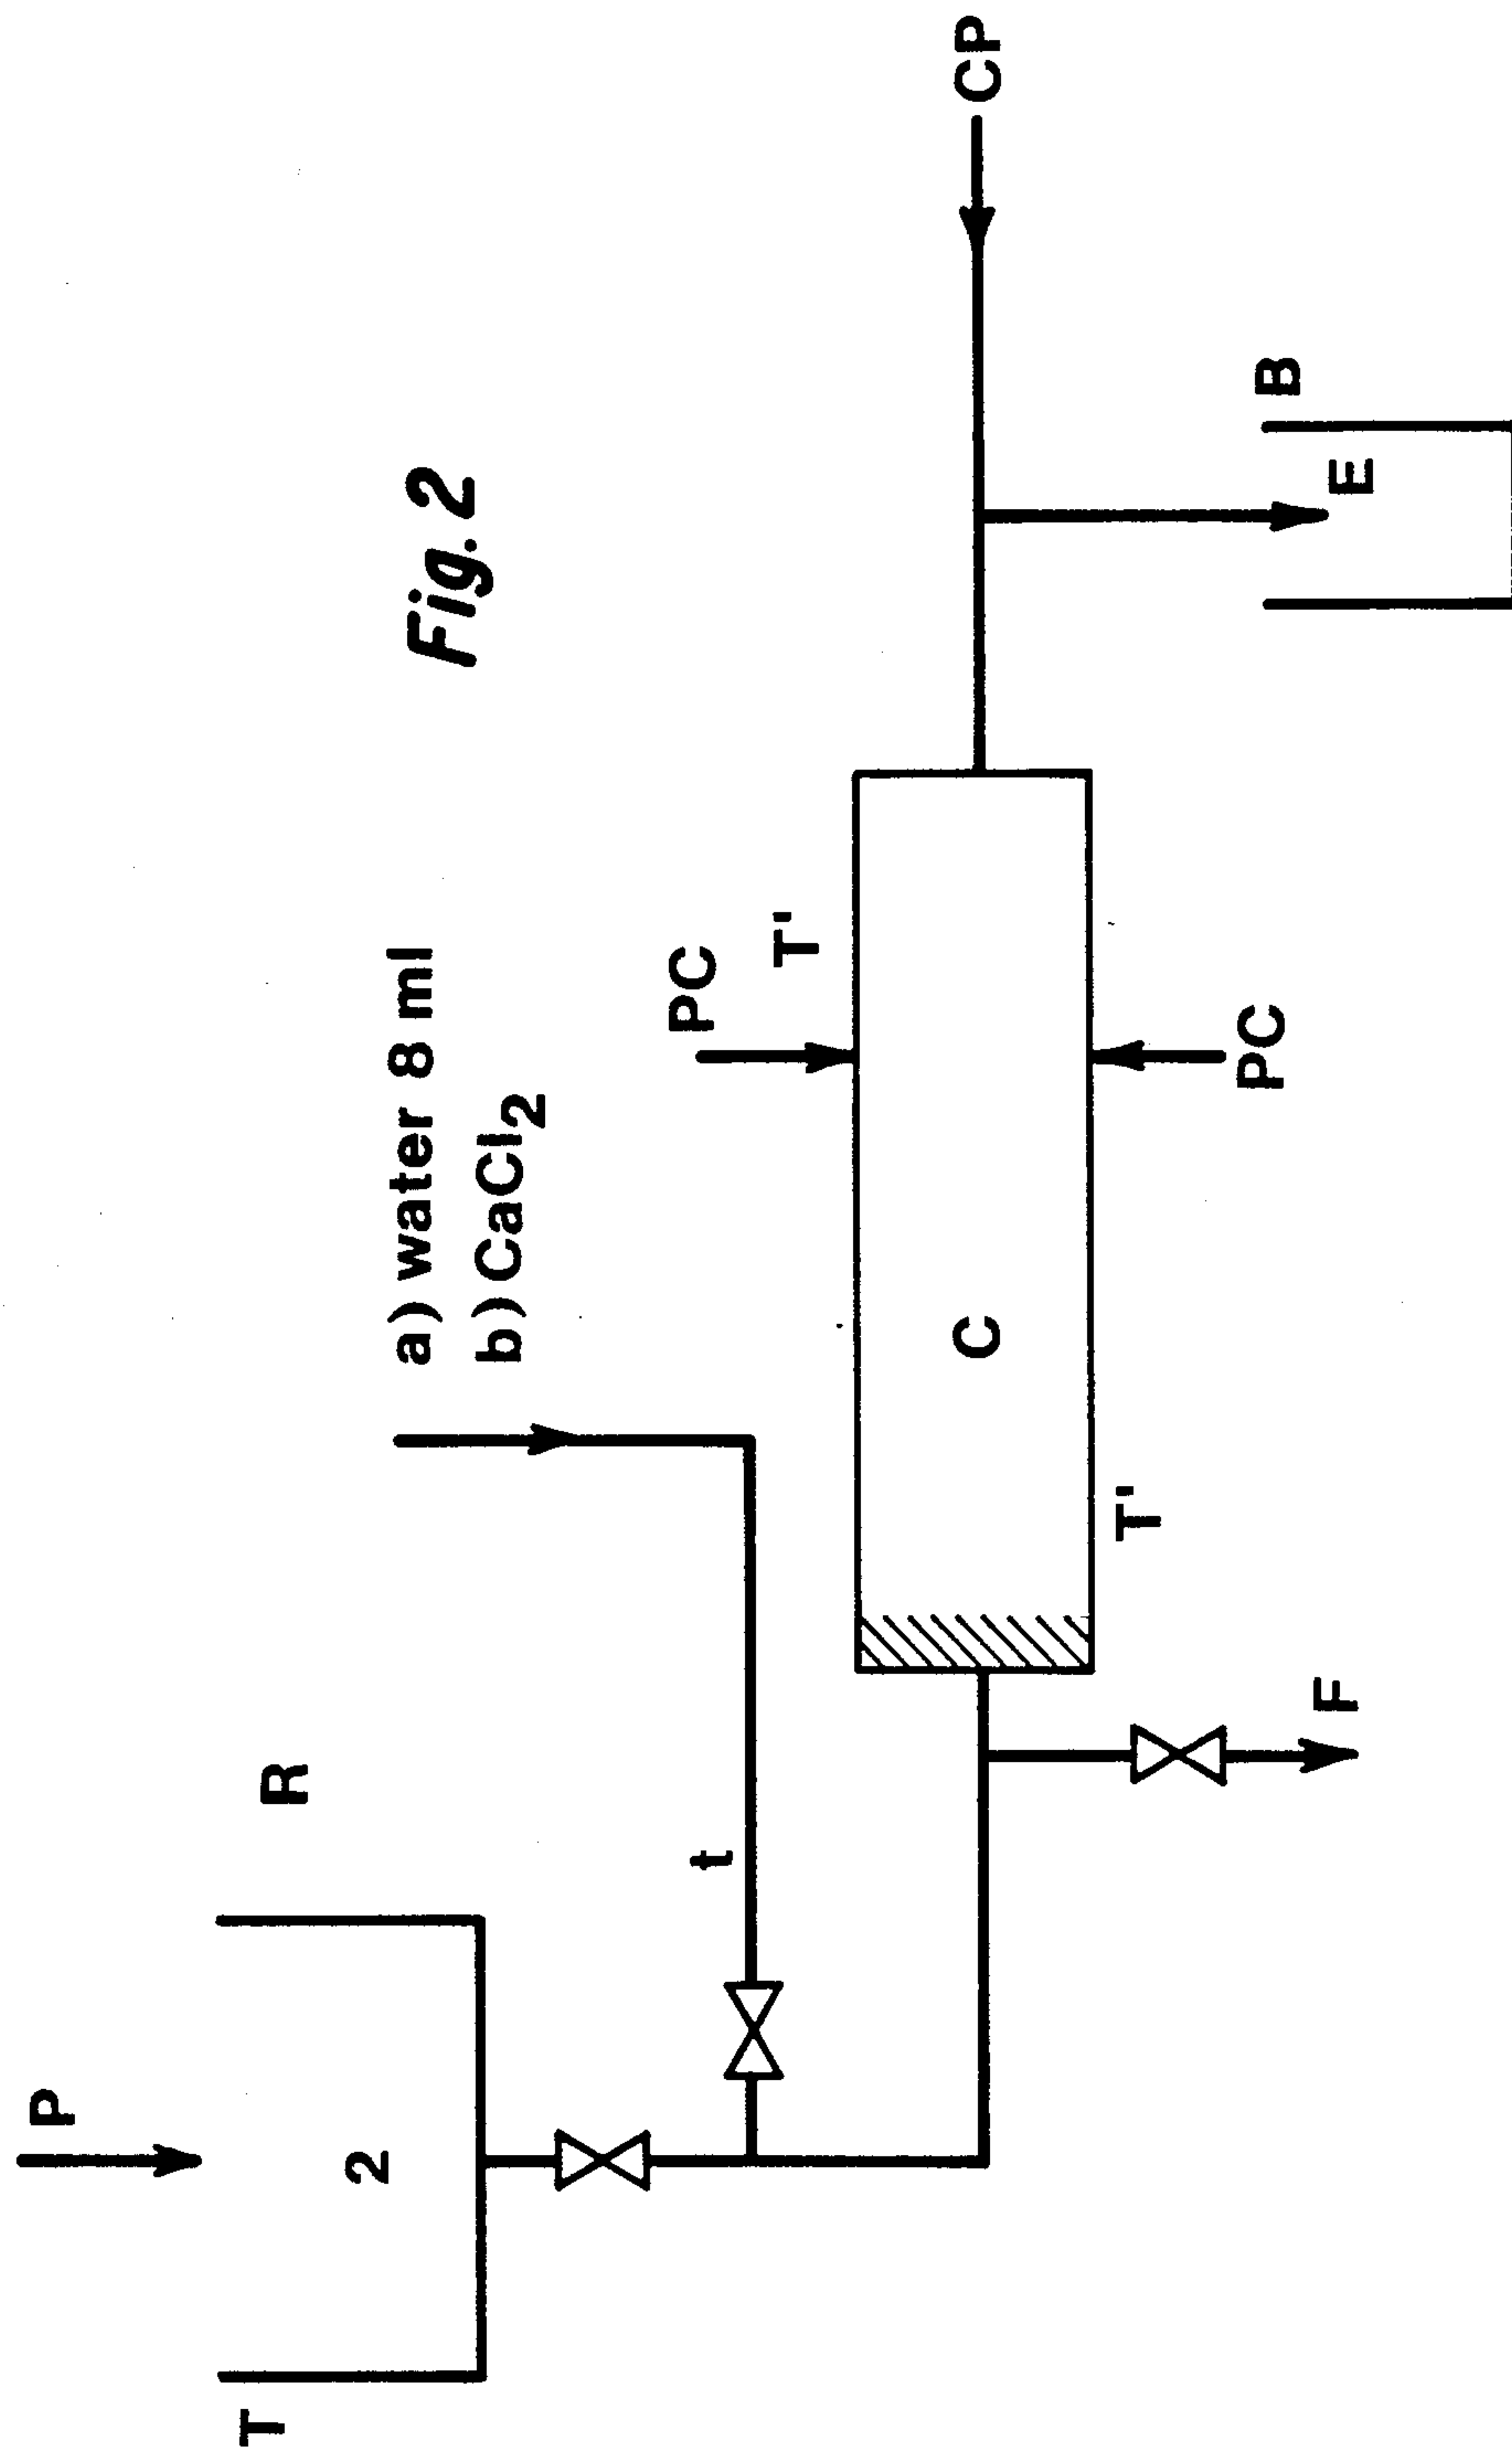 P
T
R
2
a) water 8 ml
b) CaCl₂
Fig. 2
t
PC
T'
C
CP
T'
PC
B
F
E